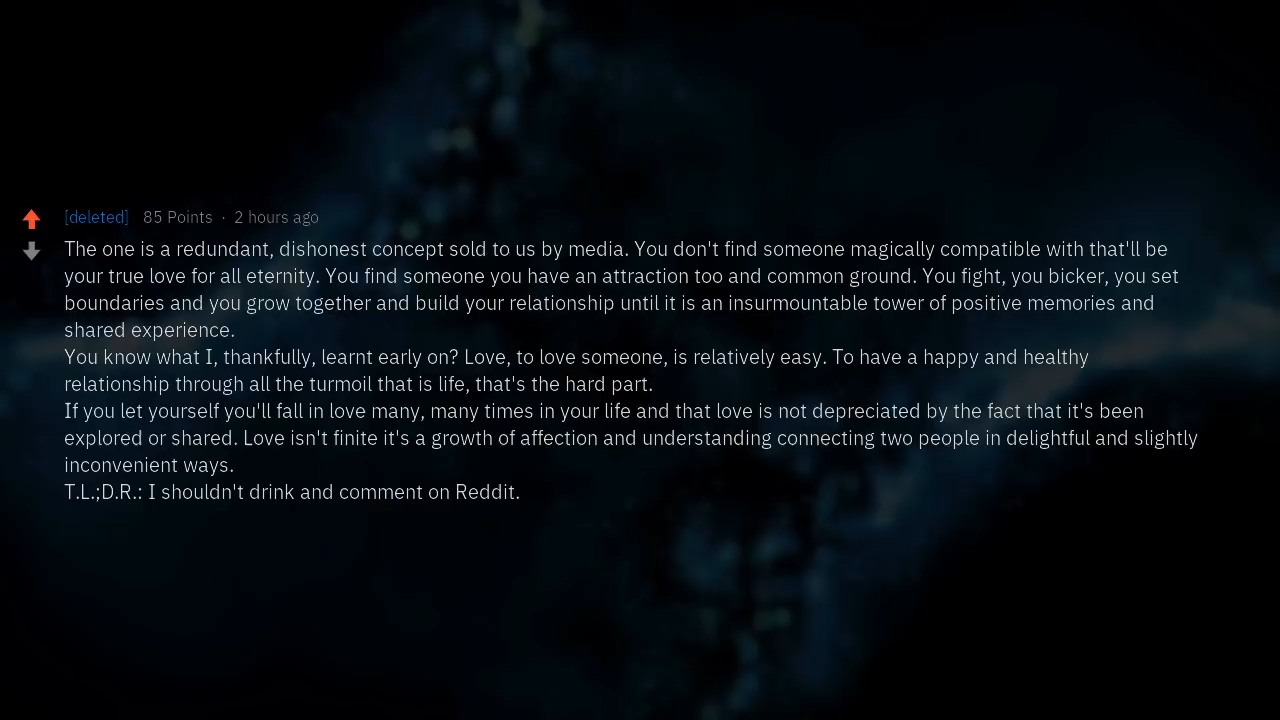 [deleted] 85 Points · 2 hours ago
The one is a redundant, dishonest concept sold to us by media. You don't find someone magically compatible with that'll be
your true love for all eternity. You find someone you have an attraction too and common ground. You fight, you bicker, you set
boundaries and you grow together and build your relationship until it is an insurmountable tower of positive memories and
shared experience.
You know what I, thankfully, learnt early on? Love, to love someone, is relatively easy. To have a happy and healthy
relationship through all the turmoil that is life, that's the hard part.
If you let yourself you'll fall in love many, many times in your life and that love is not depreciated by the fact that it's been
explored or shared. Love isn't finite it's a growth of affection and understanding connecting two people in delightful and slightly
inconvenient ways.
T.L.;D.R.: I shouldn't drink and comment on Reddit.